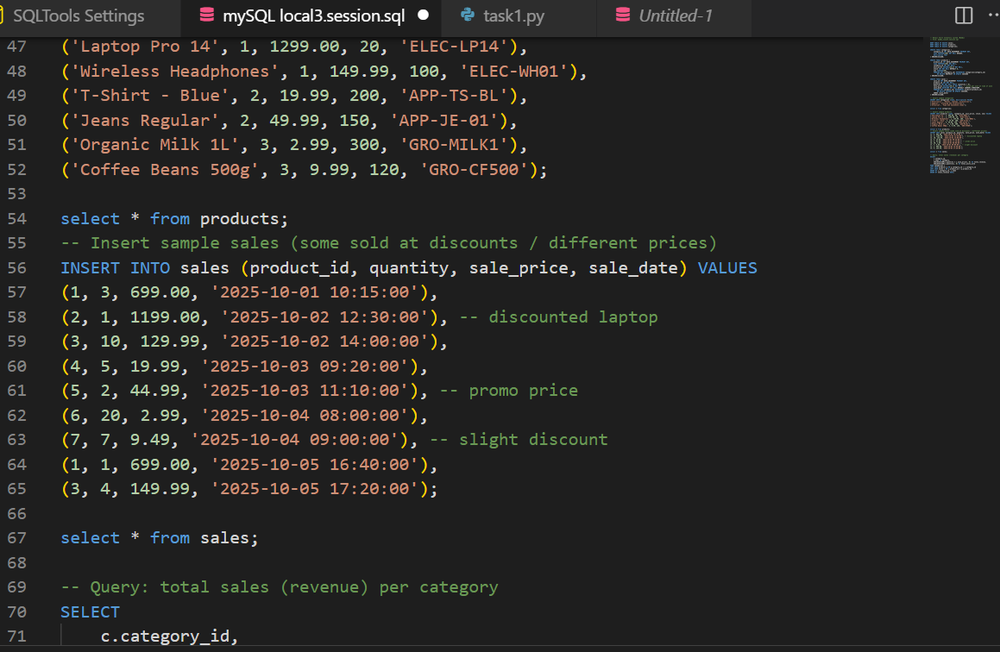 SQLTools Settings
mySQL local3.session.sql
task1.py
Untitled-1
47 ('Laptop Pro 14', 1, 1299.00, 20, 'ELEC-LP14'),
48 ('Wireless Headphones', 1, 149.99, 100, 'ELEC-WH01'),
49 ('T-Shirt - Blue', 2, 19.99, 200, 'APP-TS-BL'),
50 ('Jeans Regular', 2, 49.99, 150, 'APP-JE-01'),
51 ('Organic Milk 1L', 3, 2.99, 300, 'GRO-MILK1'),
52 ('Coffee Beans 500g', 3, 9.99, 120, 'GRO-CF500');
53
54 select * from products;
55 -- Insert sample sales (some sold at discounts / different prices)
56 INSERT INTO sales (product_id, quantity, sale_price, sale_date) VALUES
57 (1, 3, 699.00, '2025-10-01 10:15:00'),
58 (2, 1, 1199.00, '2025-10-02 12:30:00'), -- discounted laptop
59 (3, 10, 129.99, '2025-10-02 14:00:00'),
60 (4, 5, 19.99, '2025-10-03 09:20:00'),
61 (5, 2, 44.99, '2025-10-03 11:10:00'), -- promo price
62 (6, 20, 2.99, '2025-10-04 08:00:00'),
63 (7, 7, 9.49, '2025-10-04 09:00:00'), -- slight discount
64 (1, 1, 699.00, '2025-10-05 16:40:00'),
65 (3, 4, 149.99, '2025-10-05 17:20:00');
66
67 select * from sales;
68
69 -- Query: total sales (revenue) per category
70 SELECT
71 c.category_id,